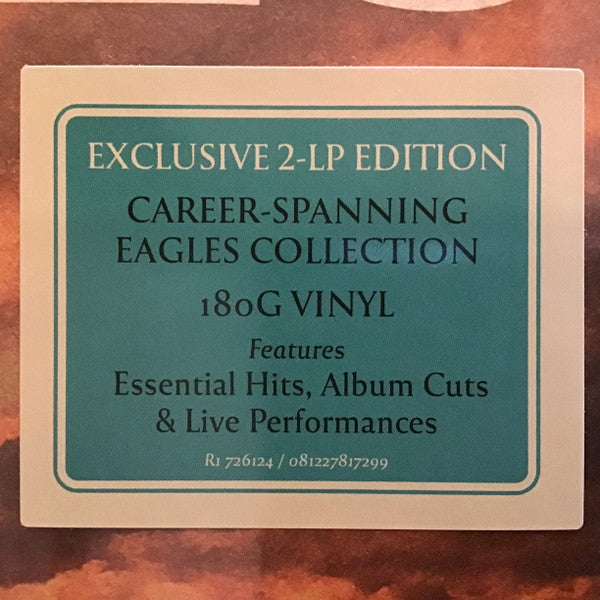 EXCLUSIVE 2-LP EDITION
CAREER-SPANNING
EAGLES COLLECTION
180G VINYL
Features
Essential Hits, Album Cuts
& Live Performances
R1 726124 / 081227817299